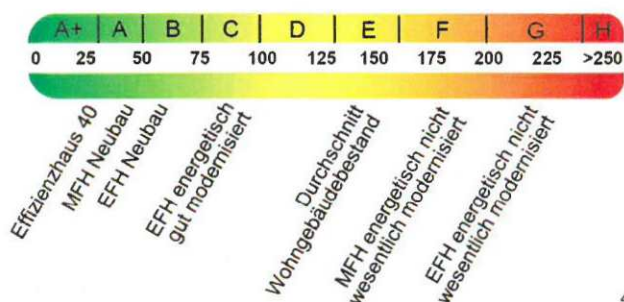 A+ A B C D E F G H
0 25 50 75 100 125 150 175 200 225 >250
Effizienzhaus 40
MFH Neubau
EFH Neubau
EFH energetisch
gut modernisiert
Durchschnitt
Wohngebäudebestand
MFH energetisch nicht
wesentlich modernisiert
EFH energetisch nicht
wesentlich modernisiert